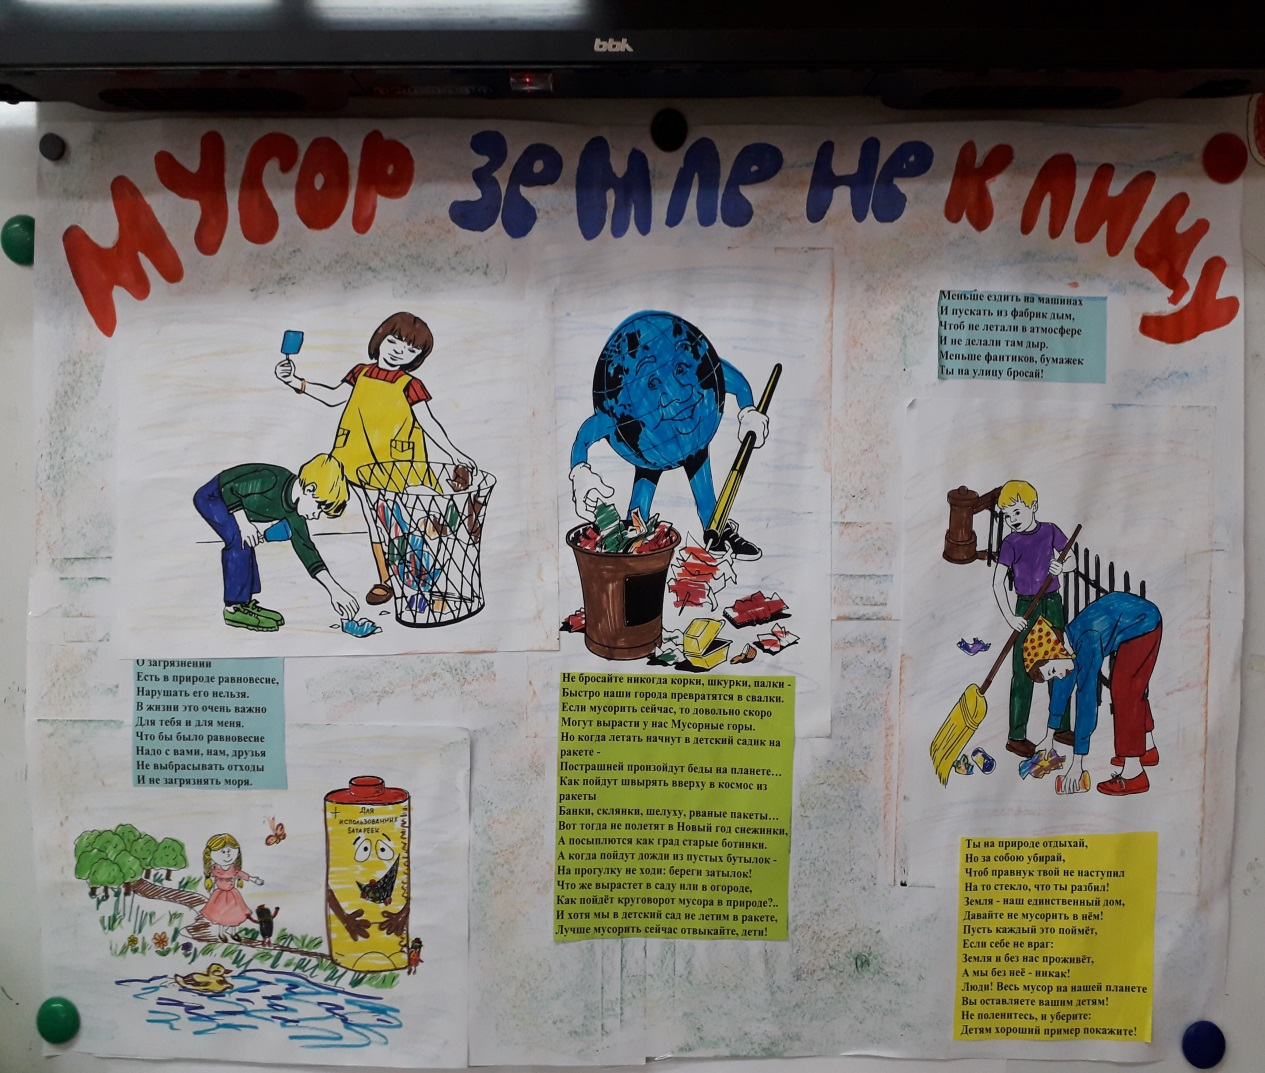 bbk
МУСОР ЗЕМЛЕ НЕ К ЛИЦУ
Меньше ездить на машинах
И пускать из фабрик дым,
Чтоб не летали в атмосфере
И не делали там дыр.
Меньше фантиков, бумажек
Ты на улицу бросай!
О загрязнении
Есть в природе равновесие,
Нарушать его нельзя.
В жизни это очень важно
Для тебя и для меня.
Что бы было равновесие
Надо с вами, нам, друзья
Не выбрасывать отходы
И не загрязнять моря.
Для
использованных
батареек
Не бросайте никогда корки, шкурки, палки -
Быстро наши города превратятся в свалки.
Если мусорить сейчас, то довольно скоро
Могут вырасти у нас Мусорные горы.
Но когда летать начнут в детский садик на
ракете -
Пострашней произойдут беды на планете...
Как пойдут швырять вверху в космос из
ракеты
Банки, склянки, шелуху, рваные пакеты...
Вот тогда не полетят в Новый год снежинки,
А посыплются как град старые ботинки.
А когда пойдут дожди из пустых бутылок -
На прогулку не ходи: береги затылок!
Что же вырастет в саду или в огороде,
Как пойдёт круговорот мусора в природе?..
И хотя мы в детский сад не летим в ракете,
Лучше мусорить сейчас отвыкайте, дети!
Ты на природе отдыхай,
Но за собою убирай,
Чтоб правнук твой не наступил
На то стекло, что ты разбил!
Земля - наш единственный дом,
Давайте не мусорить в нём!
Пусть каждый это поймёт,
Если себе не враг:
Земля и без нас проживёт,
А мы без неё - никак!
Люди! Весь мусор на нашей планете
Вы оставляете вашим детям!
Не поленитесь, и уберите:
Детям хороший пример покажите!